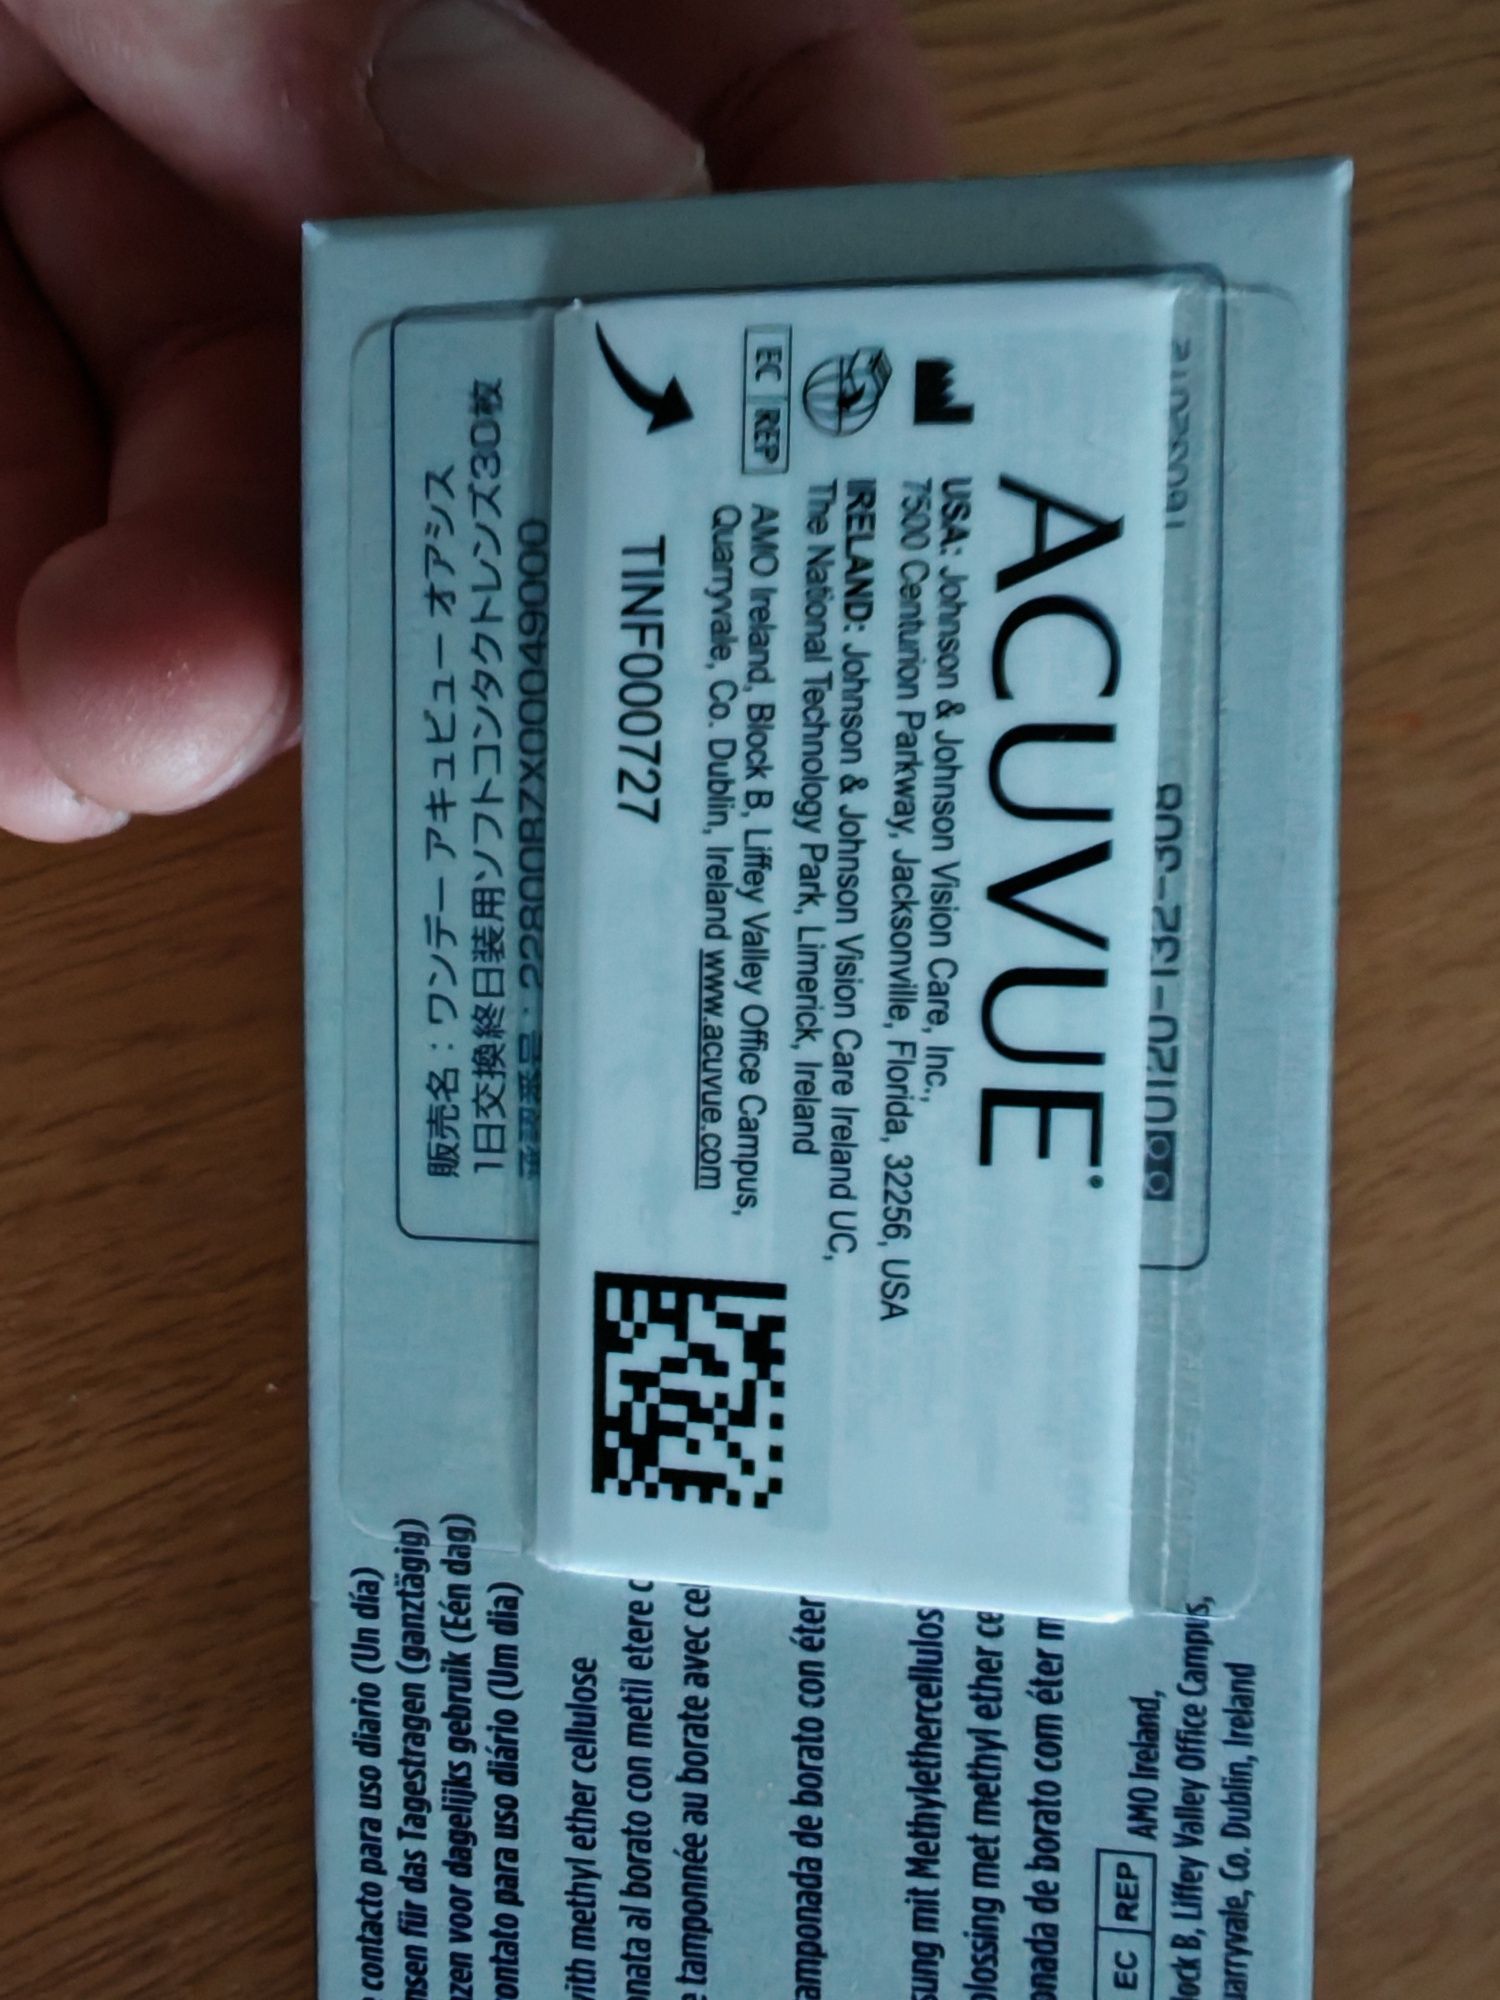 ACUVUE®
USA: Johnson & Johnson Vision Care, Inc.,
7500 Centurion Parkway, Jacksonville, Florida, 32256, USA
IRELAND: Johnson & Johnson Vision Care Ireland UC,
The National Technology Park, Limerick, Ireland
EC REP
AMO Ireland, Block B, Liffey Valley Office Campus,
Quarryvale, Co. Dublin, Ireland www.acuvue.com
TINF000727
販売名：ワンデー アキュビュー オアシス
1日交換終日装用ソフトコンタクトレンズ30枚
承認番号：22800BZX00049000
contacto para uso diario (Un día)
nsen für das Tagestragen (ganztägig)
zen voor dagelijks gebruik (Eén dag)
ontato para uso diário (Um dia)
with methyl ether cellulose
onata al borato con metil etere c
e tamponnée au borate avec ce
amponada de borato con éter
sung mit Methylethercellulos
plossing met methyl ether ce
onada de borato com éter m
EC REP
AMO Ireland,
lock B, Liffey Valley Office Campus,
uarryvale, Co. Dublin, Ireland